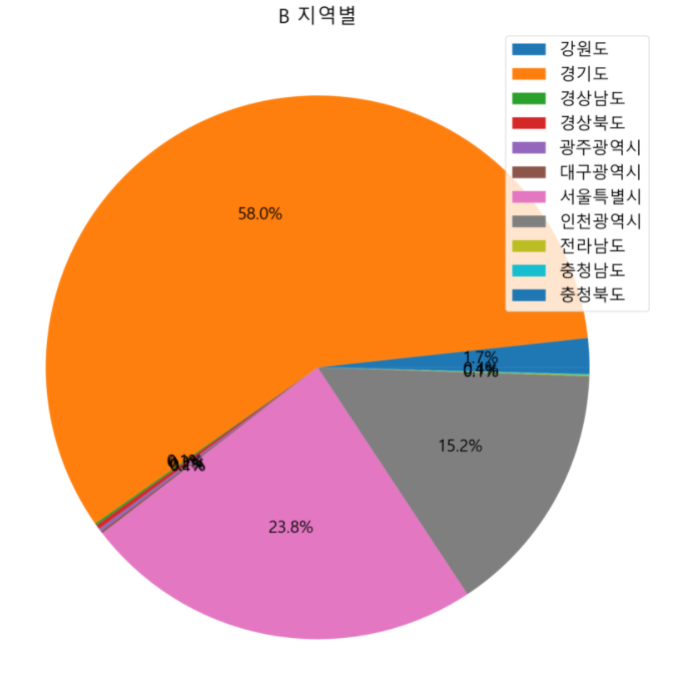 B 지역별
강원도
경기도
경상남도
경상북도
광주광역시
대구광역시
서울특별시
인천광역시
전라남도
충청남도
충청북도
58.0%
1.7%
15.2%
23.8%